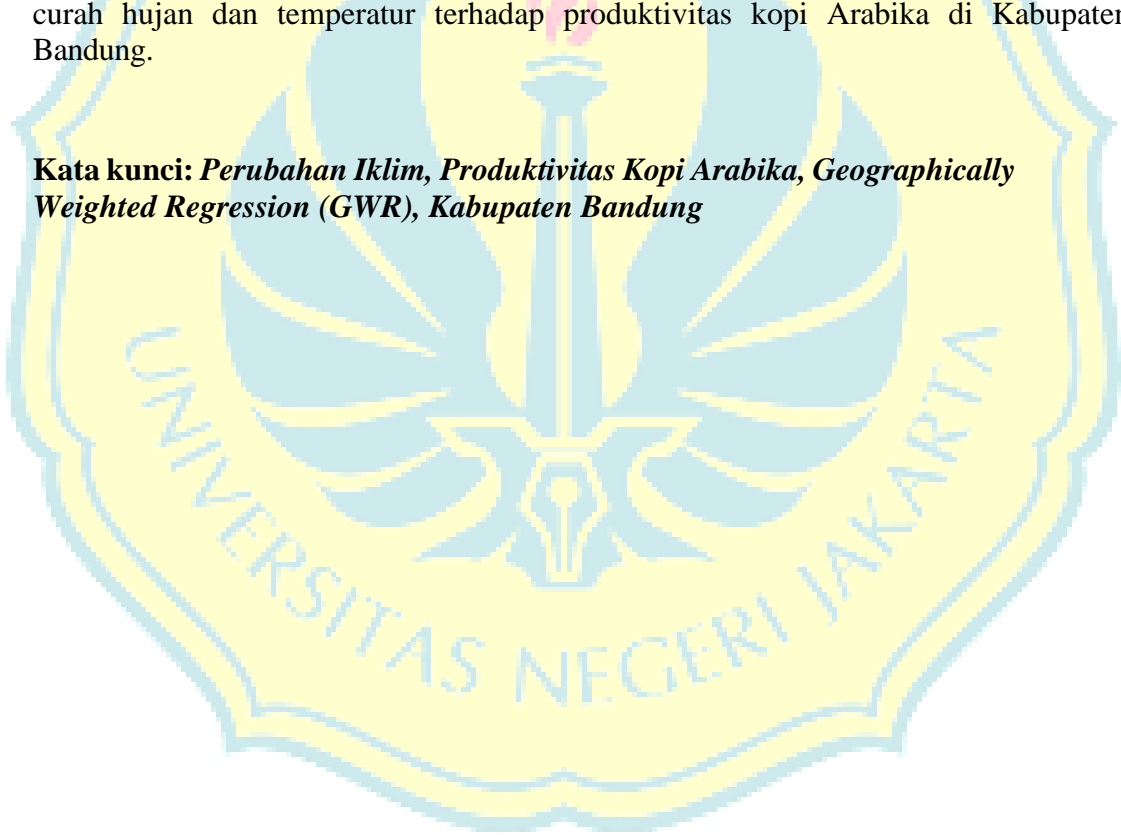 curah hujan dan temperatur terhadap produktivitas kopi Arabika di Kabupaten
Bandung.
Kata kunci: Perubahan Iklim, Produktivitas Kopi Arabika, Geographically
Weighted Regression (GWR), Kabupaten Bandung
UNIVERSITAS NEGERI JAKARTA